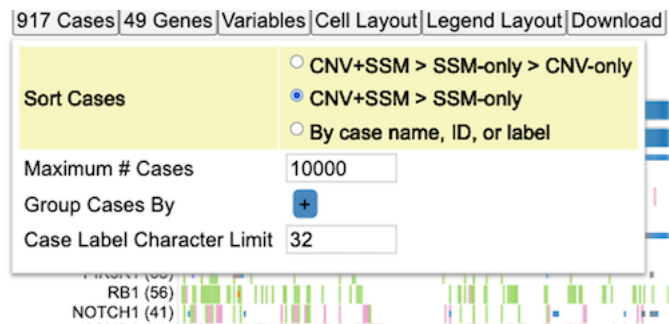 917 Cases 49 Genes Variables Cell Layout Legend Layout Download
CNV+SSM > SSM-only > CNV-only
Sort Cases
CNV+SSM > SSM-only
By case name, ID, or label
Maximum # Cases 10000
Group Cases By +
Case Label Character Limit 32
RB1 (56)
NOTCH1 (41)